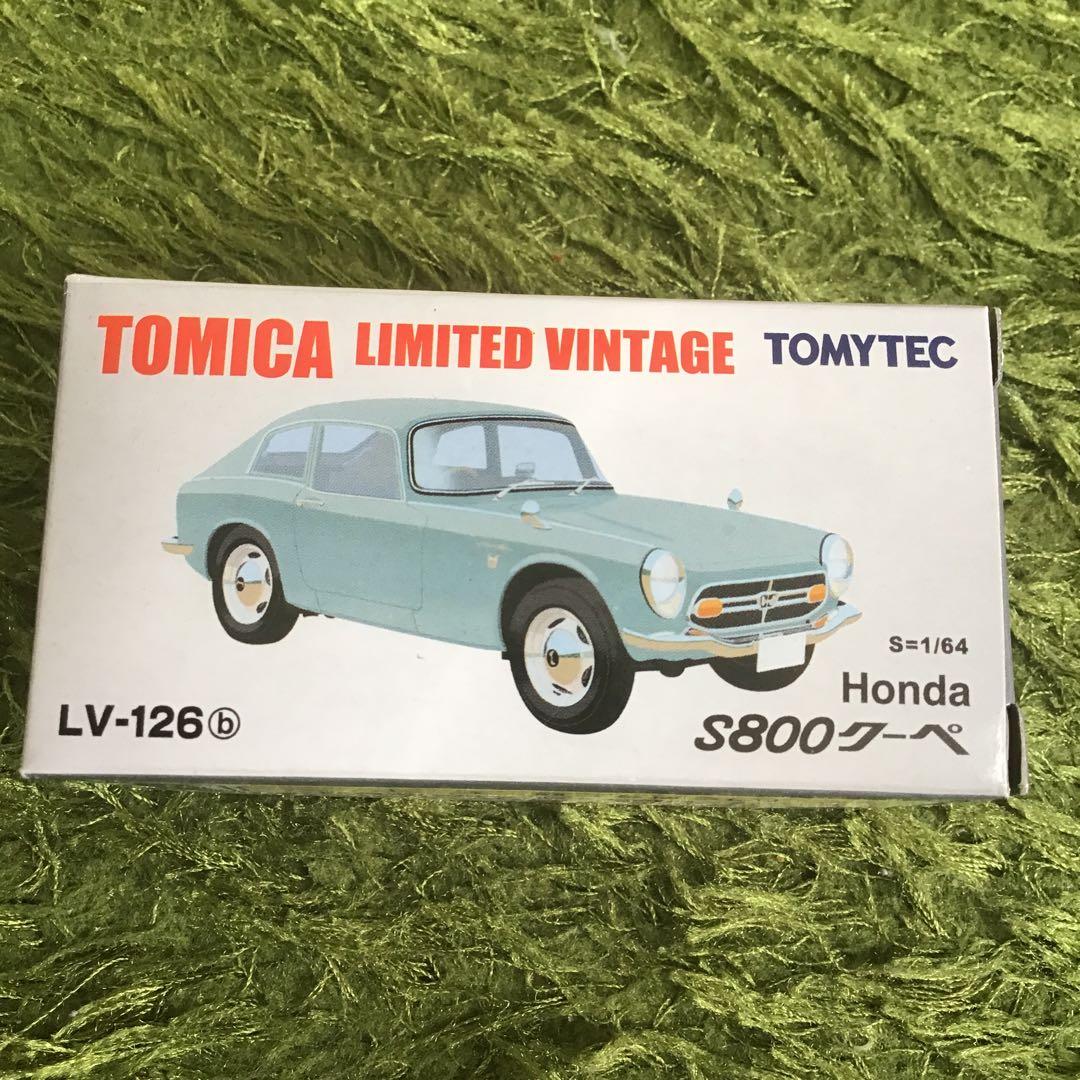 TOMICA LIMITED VINTAGE TOMYTEC
S=1/64
Honda
LV-126ⓑ S800クーペ